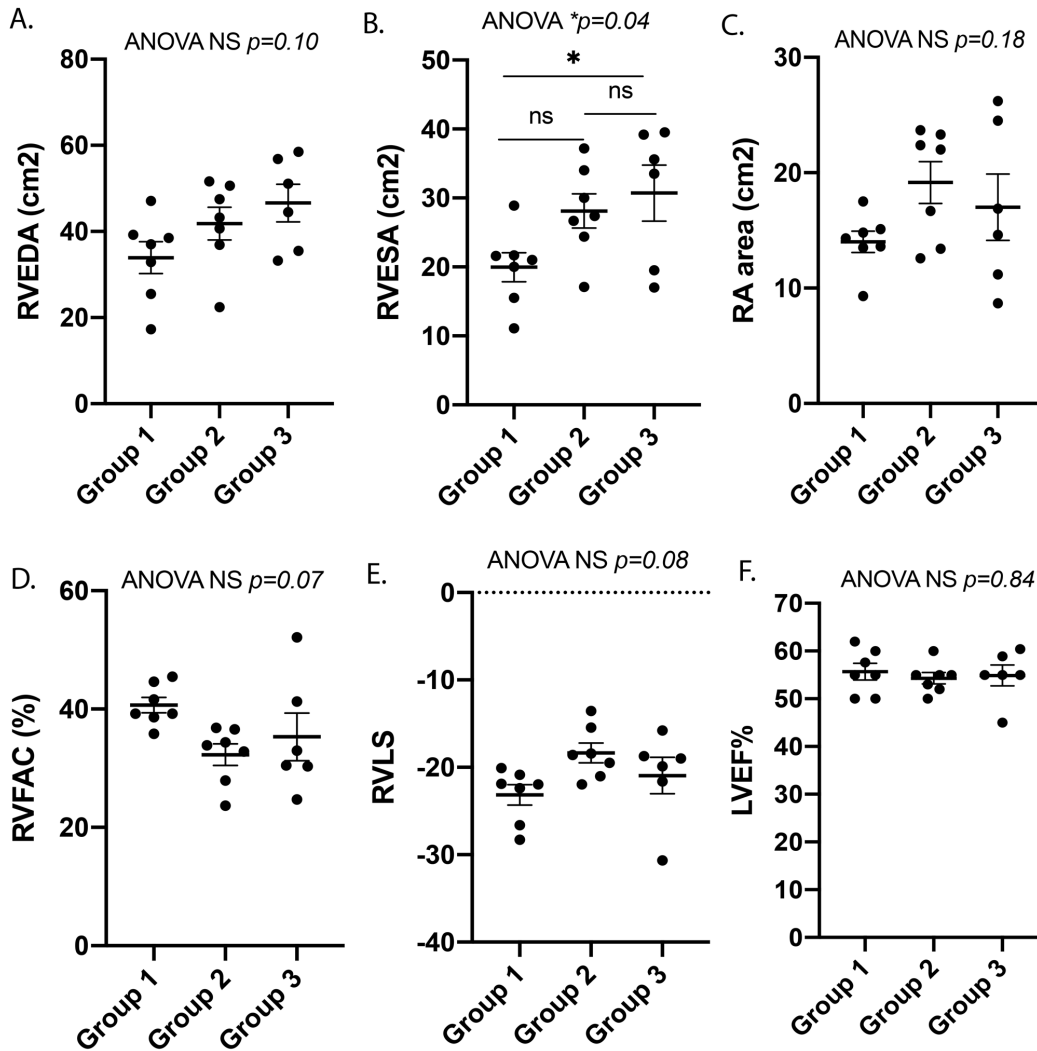 A.
ANOVA NS p=0.10
RVEDA (cm2)
80
60
40
20
0
Group 1
Group 2
Group 3
B.
ANOVA *p=0.04
RVESA (cm2)
50
40
30
20
10
0
*
ns
ns
Group 1
Group 2
Group 3
C.
ANOVA NS p=0.18
RA area (cm2)
30
20
10
0
Group 1
Group 2
Group 3
D.
ANOVA NS p=0.07
RVFAC (%)
60
40
20
0
Group 1
Group 2
Group 3
E.
ANOVA NS p=0.08
RVLS
0
-10
-20
-30
-40
Group 1
Group 2
Group 3
F.
ANOVA NS p=0.84
LVEF%
70
60
50
40
30
20
10
0
Group 1
Group 2
Group 3